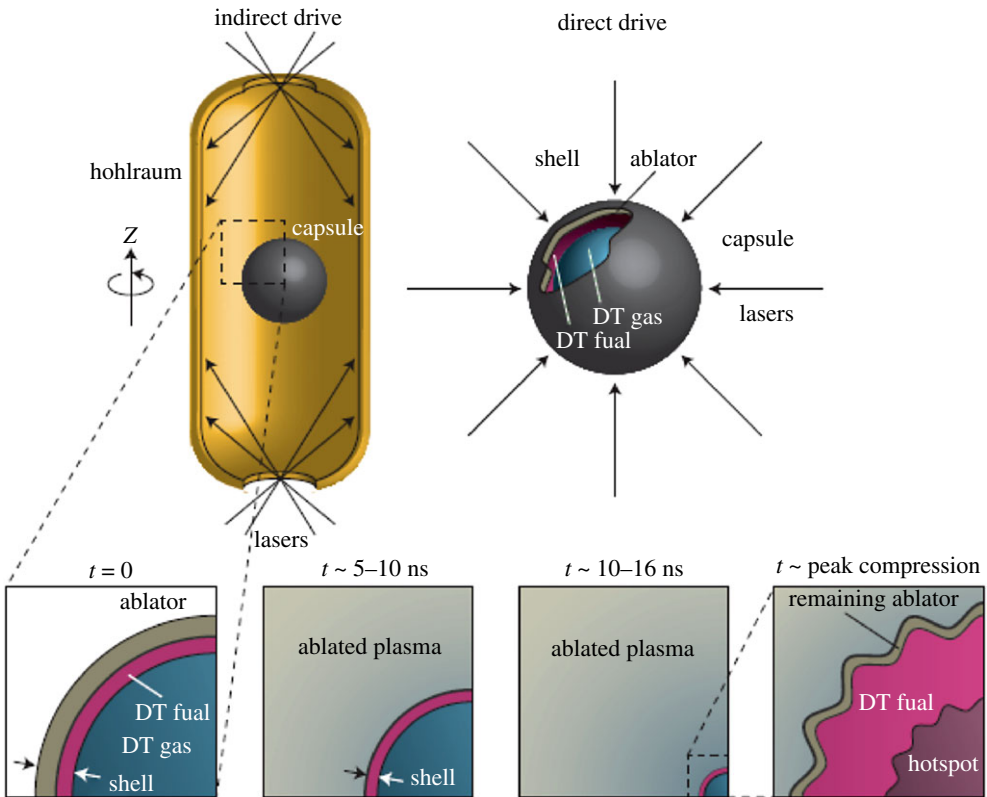 indirect drive
direct drive
hohlraum
Z
capsule
lasers
shell
ablator
capsule
lasers
DT gas
DT fual
t = 0
ablator
DT fual
DT gas
shell
t ~ 5–10 ns
ablated plasma
shell
t ~ 10–16 ns
ablated plasma
t ~ peak compression
remaining ablator
DT fual
hotspot